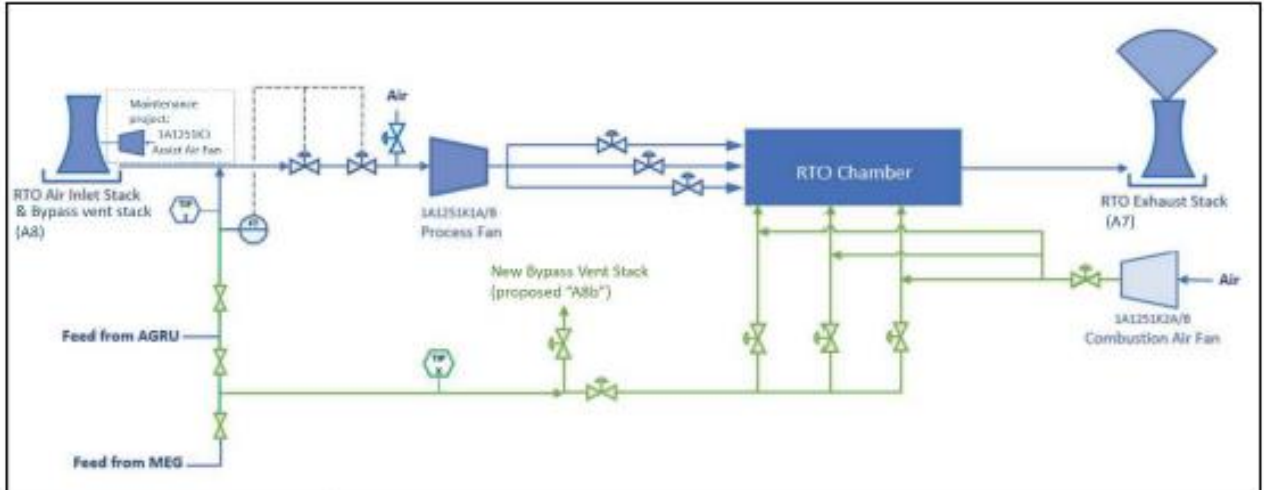 Maintenance
project:
1A1251K3
Assist Air Fan
Air
RTO Air Inlet Stack
& Bypass vent stack
(A8)
1A1251K1A/B
Process Fan
RTO Chamber
RTO Exhaust Stack
(A7)
New Bypass Vent Stack
(proposed "A8b")
Air
1A1251K2A/B
Combustion Air Fan
Feed from AGRU
Feed from MEG